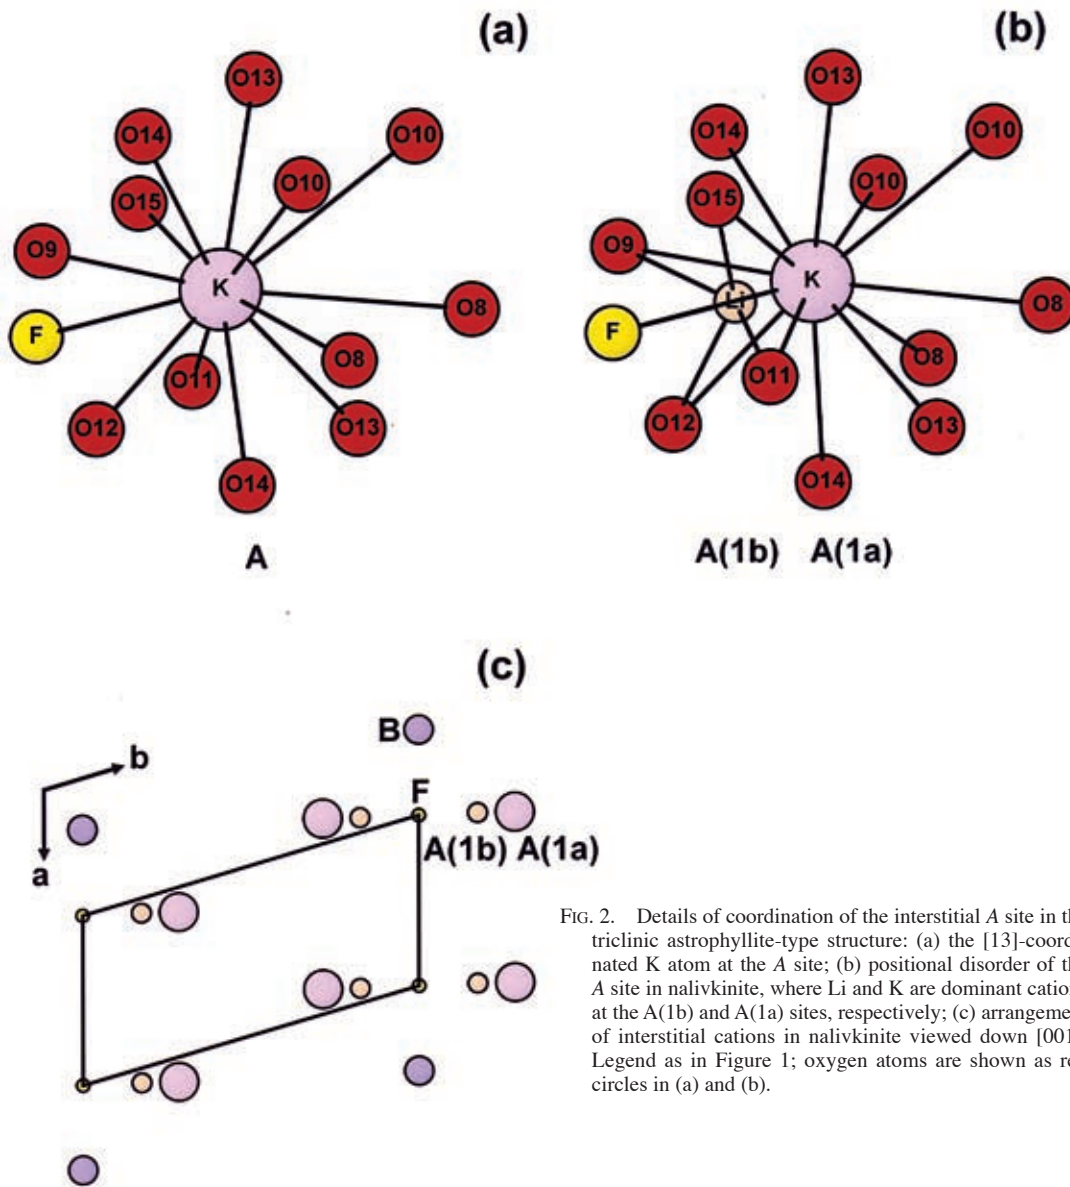 (a)
O13
O14
O10
O10
O15
O9
K
O8
F
O8
O11
O12
O13
O14
A
(b)
O13
O14
O10
O10
O15
O9
K
Li
O8
F
O8
O11
O12
O13
O14
A(1b) A(1a)
(c)
B
b
F
a
A(1b) A(1a)
FIG. 2. Details of coordination of the interstitial A site in th
triclinic astrophyllite-type structure: (a) the [13]-coord
nated K atom at the A site; (b) positional disorder of th
A site in nalivkinite, where Li and K are dominant cation
at the A(1b) and A(1a) sites, respectively; (c) arrangeme
of interstitial cations in nalivkinite viewed down [001
Legend as in Figure 1; oxygen atoms are shown as re
circles in (a) and (b).